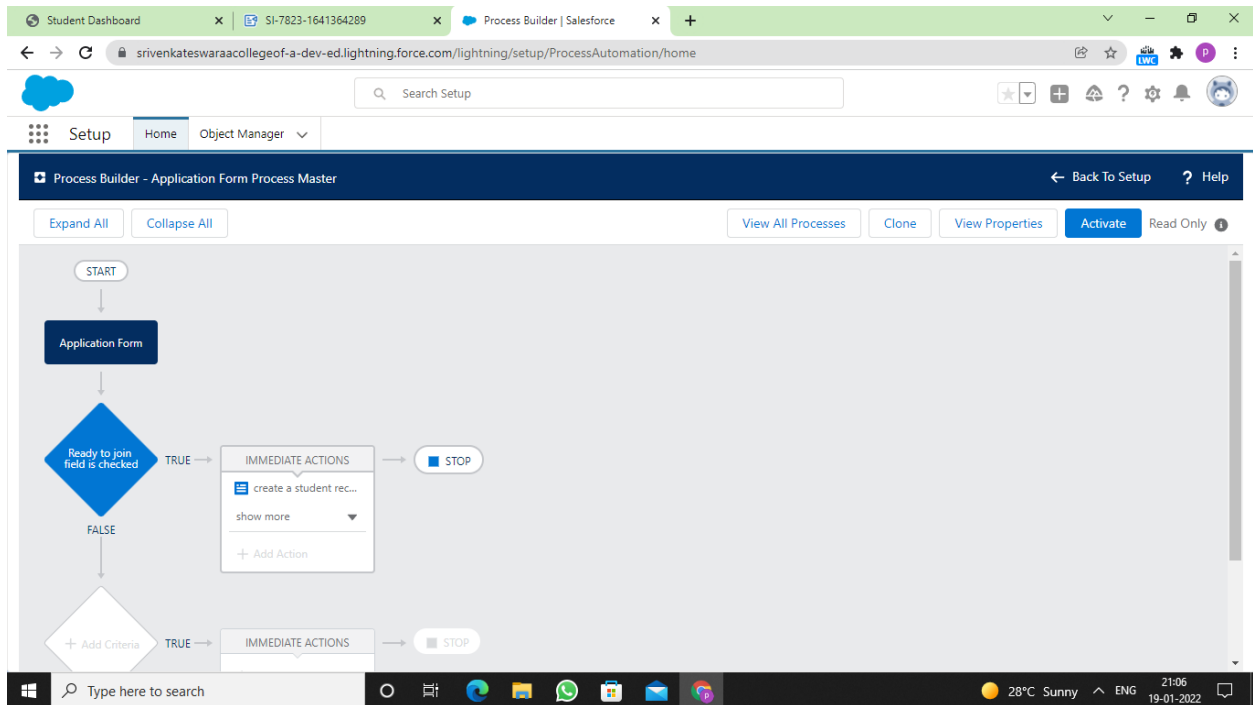 Student Dashboard
SI-7823-1641364289
Process Builder | Salesforce
srivenkateswaraacollegeof-a-dev-ed.lightning.force.com/lightning/setup/ProcessAutomation/home
LWC
P
Search Setup
Setup
Home
Object Manager
Process Builder - Application Form Process Master
Back To Setup
? Help
Expand All
Collapse All
View All Processes
Clone
View Properties
Activate
Read Only
START
Application Form
Ready to join
field is checked
TRUE
IMMEDIATE ACTIONS
STOP
create a student rec...
show more
+ Add Action
FALSE
+ Add Criteria
TRUE
IMMEDIATE ACTIONS
STOP
Type here to search
28°C Sunny
ENG
21:06
19-01-2022